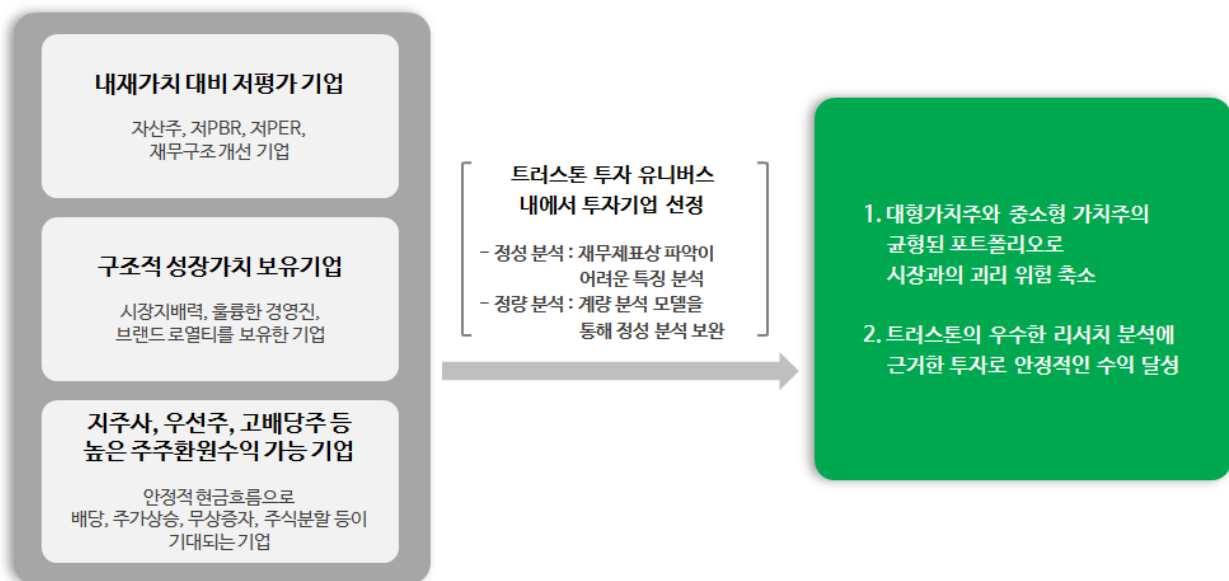 내재가치 대비 저평가 기업
자산주, 저PBR, 저PER,
재무구조 개선 기업
구조적 성장가치 보유기업
시장지배력, 훌륭한 경영진,
브랜드 로열티를 보유한 기업
지주사, 우선주, 고배당주 등
높은 주주환원수익 가능 기업
안정적 현금흐름으로
배당, 주가상승, 무상증자, 주식분할 등이
기대되는 기업
트러스톤 투자 유니버스
내에서 투자기업 선정
- 정성 분석 : 재무제표상 파악이
어려운 특징 분석
- 정량 분석 : 계량 분석 모델을
통해 정성 분석 보완
1. 대형가치주와 중소형 가치주의
균형된 포트폴리오로
시장과의 괴리 위험 축소
2. 트러스톤의 우수한 리서치 분석에
근거한 투자로 안정적인 수익 달성